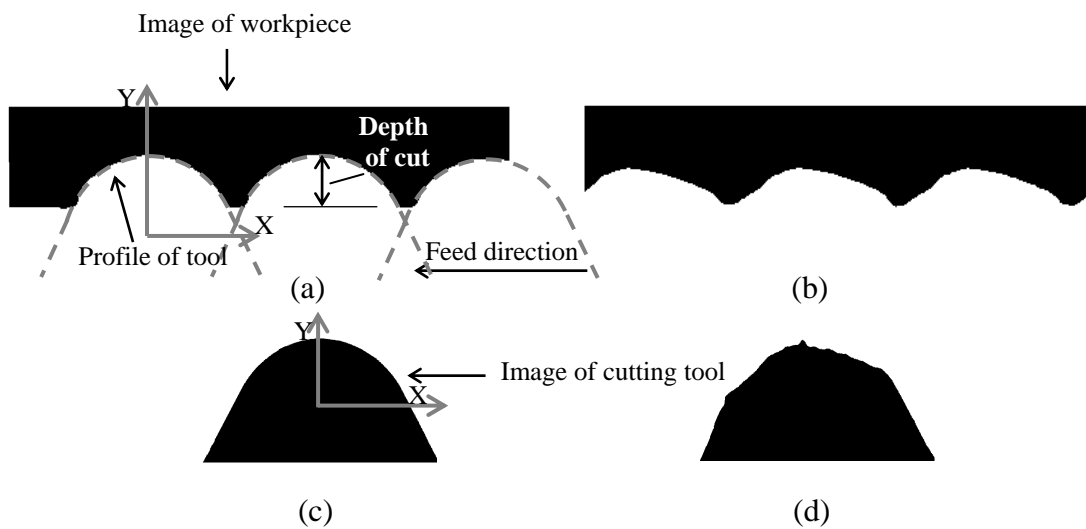 Image of workpiece
Y
Depth
of cut
X
Profile of tool
Feed direction
(a)
(b)
Y
X
Image of cutting tool
(c)
(d)